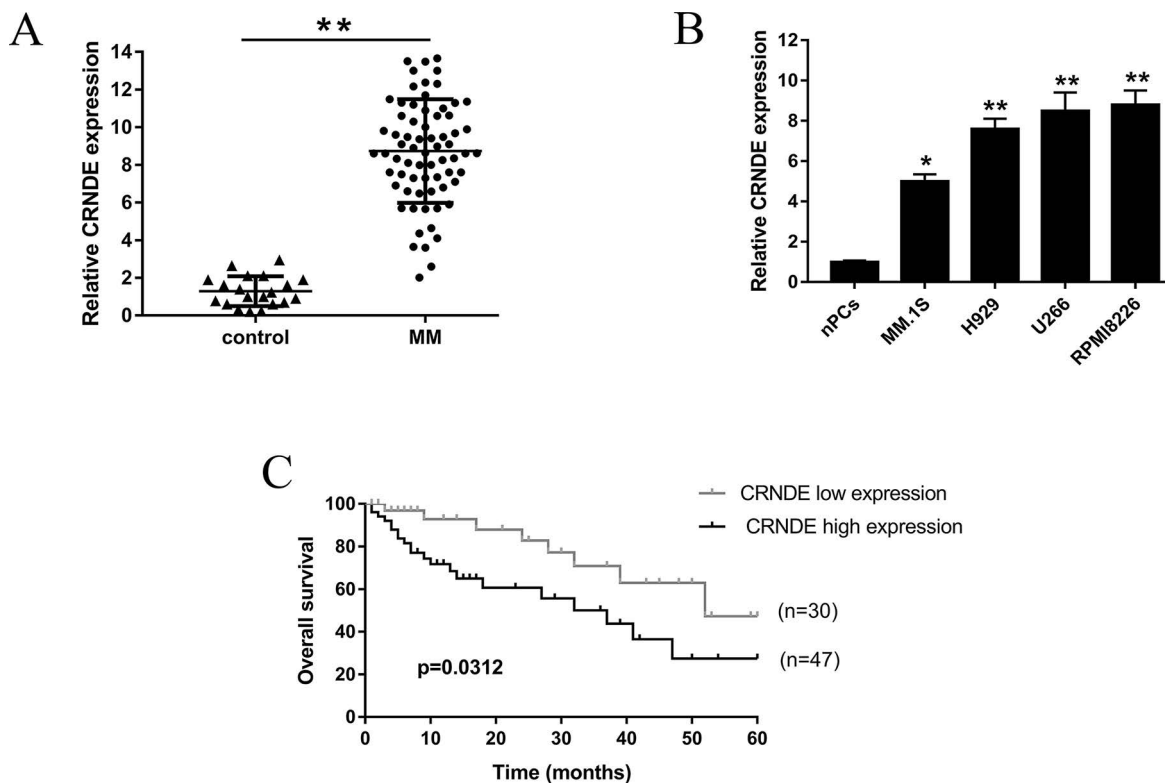 A
**
Relative CRNDE expression
14
12
10
8
6
4
2
0
control
MM
B
Relative CRNDE expression
12
10
8
6
4
2
0
*
**
**
**
nPCs
MM.1S
H929
U266
RPMI8226
C
CRNDE low expression
CRNDE high expression
Overall survival
100
80
60
40
20
0
(n=30)
(n=47)
p=0.0312
0
10
20
30
40
50
60
Time (months)